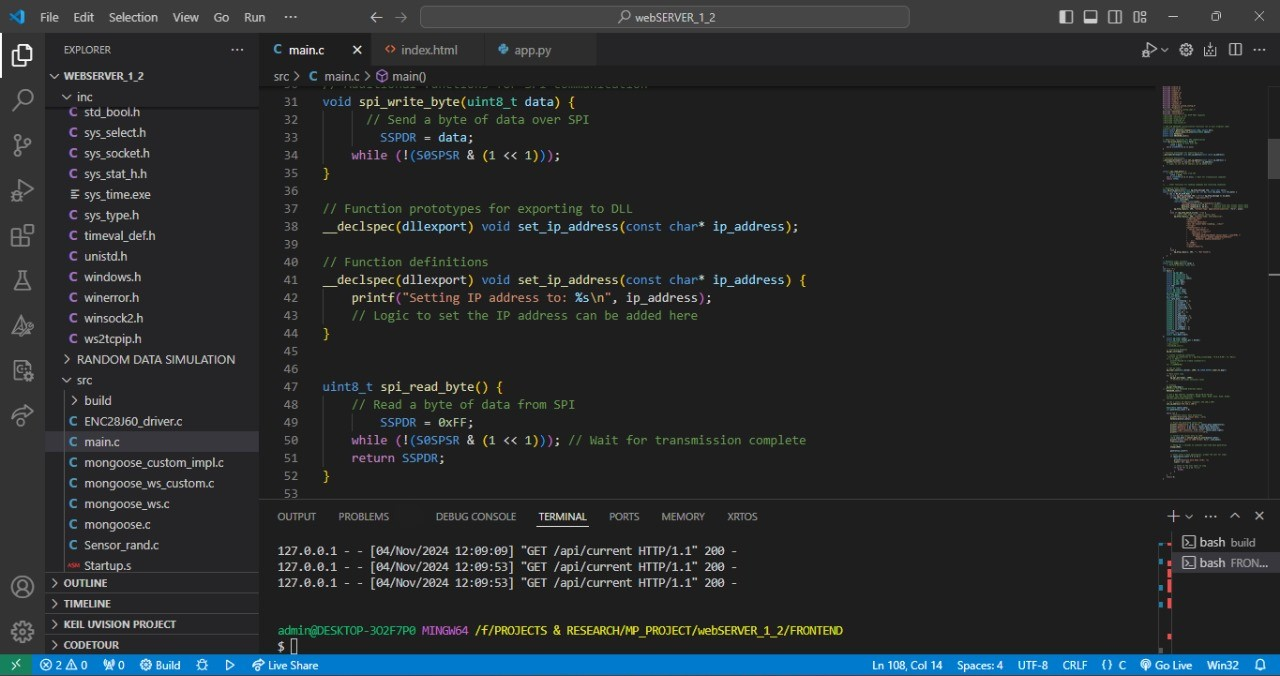 File Edit Selection View Go Run ··· webSERVER_1_2
EXPLORER ···
WEBSERVER_1_2
inc
std_bool.h
sys_select.h
sys_socket.h
sys_stat_h.h
sys_time.exe
sys_type.h
timeval_def.h
unistd.h
windows.h
winerror.h
winsock2.h
ws2tcpip.h
RANDOM DATA SIMULATION
src
build
ENC28J60_driver.c
main.c
mongoose_custom_impl.c
mongoose_ws_custom.c
mongoose_ws.c
mongoose.c
Sensor_rand.c
Startup.s
OUTLINE
TIMELINE
KEIL UVISION PROJECT
CODETOUR
main.c index.html app.py
src > main.c > main()
31 void spi_write_byte(uint8_t data) {
32 // Send a byte of data over SPI
33 SSPDR = data;
34 while (!(S0SPSR & (1 << 1)));
35 }
36
37 // Function prototypes for exporting to DLL
38 __declspec(dllexport) void set_ip_address(const char* ip_address);
39
40 // Function definitions
41 __declspec(dllexport) void set_ip_address(const char* ip_address) {
42 printf("Setting IP address to: %s\n", ip_address);
43 // Logic to set the IP address can be added here
44 }
45
46
47 uint8_t spi_read_byte() {
48 // Read a byte of data from SPI
49 SSPDR = 0xFF;
50 while (!(S0SPSR & (1 << 1))); // Wait for transmission complete
51 return SSPDR;
52 }
53
OUTPUT PROBLEMS DEBUG CONSOLE TERMINAL PORTS MEMORY XRTOS
127.0.0.1 - - [04/Nov/2024 12:09:09] "GET /api/current HTTP/1.1" 200 -
127.0.0.1 - - [04/Nov/2024 12:09:53] "GET /api/current HTTP/1.1" 200 -
127.0.0.1 - - [04/Nov/2024 12:09:53] "GET /api/current HTTP/1.1" 200 -
admin@DESKTOP-3O2F7P0 MINGW64 /f/PROJECTS & RESEARCH/MP_PROJECT/webSERVER_1_2/FRONTEND
$
bash build
bash FRON...
2 0 0 Build Live Share Ln 108, Col 14 Spaces: 4 UTF-8 CRLF {} C Go Live Win32